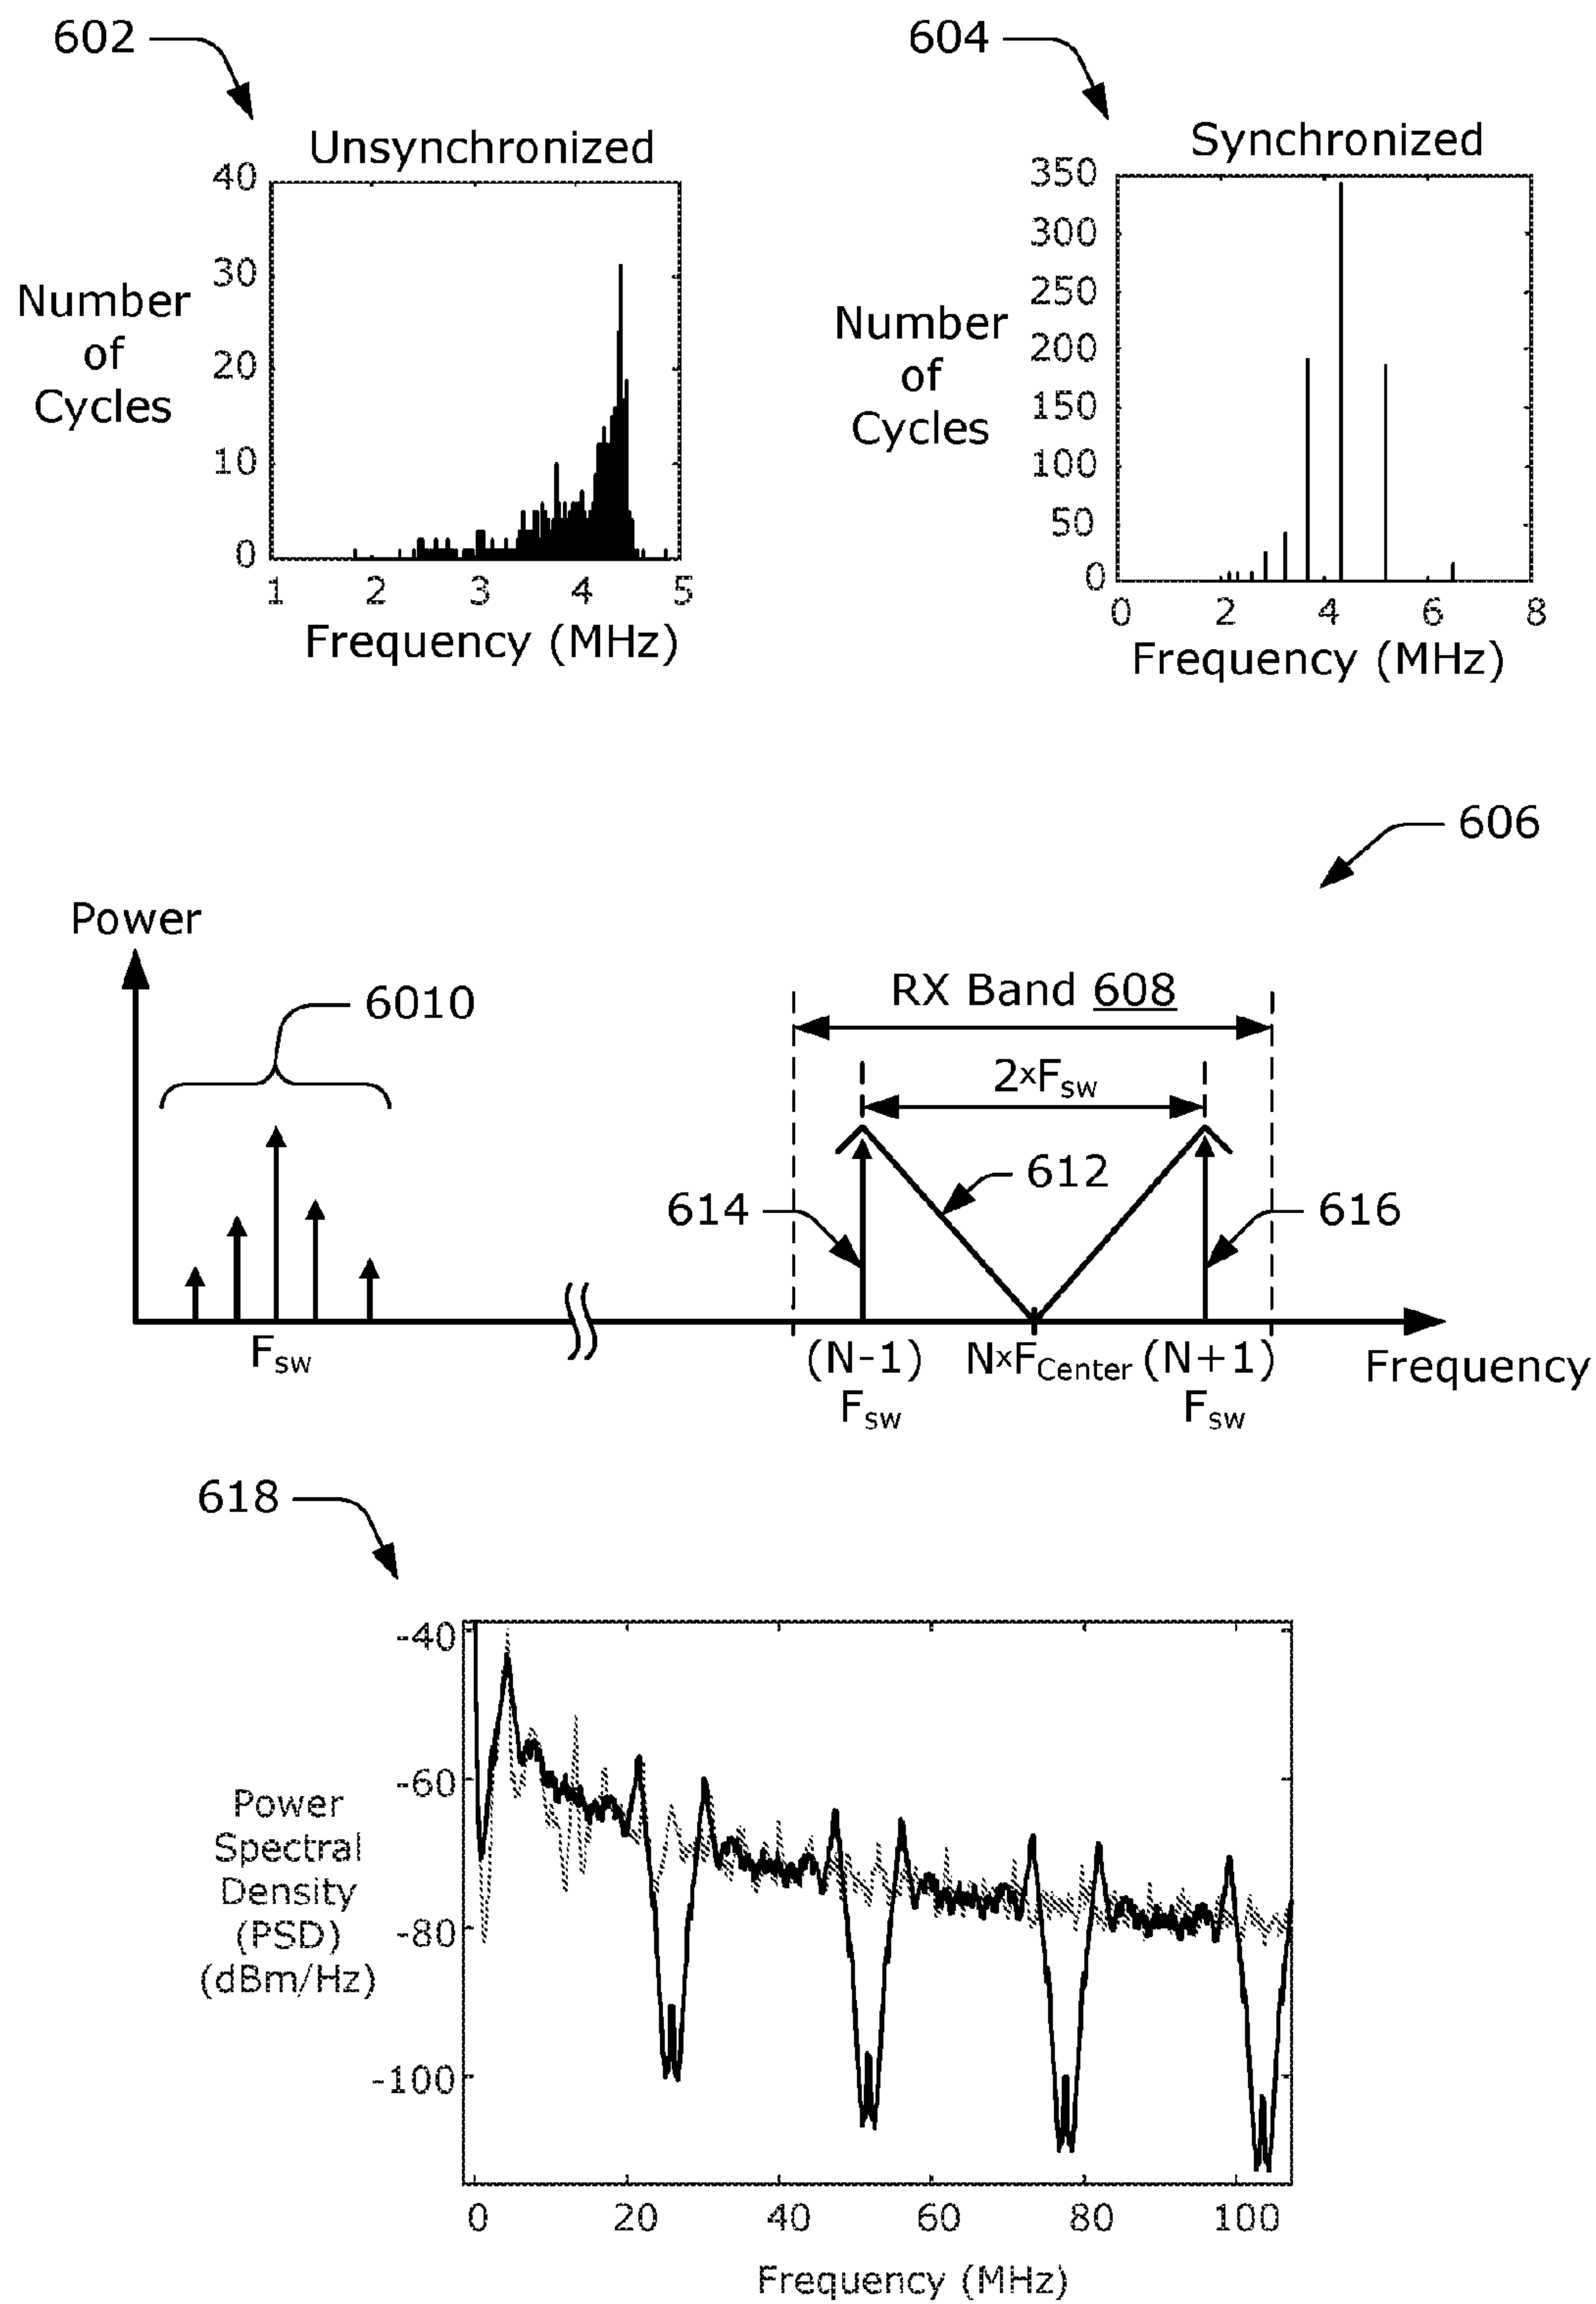 602
604
Unsynchronized
40
30
20
10
0
Number
of
Cycles
1 2 3 4 5
Frequency (MHz)
Synchronized
350
300
250
200
150
100
50
0
Number
of
Cycles
0 2 4 6 8
Frequency (MHz)
606
Power
6010
RX Band 608
2×Fsw
612
614
616
Fsw
(N-1)
Fsw
N×FCenter
(N+1)
Fsw
Frequency
618
-40
-60
-80
-100
Power
Spectral
Density
(PSD)
(dBm/Hz)
0 20 40 60 80 100
Frequency (MHz)